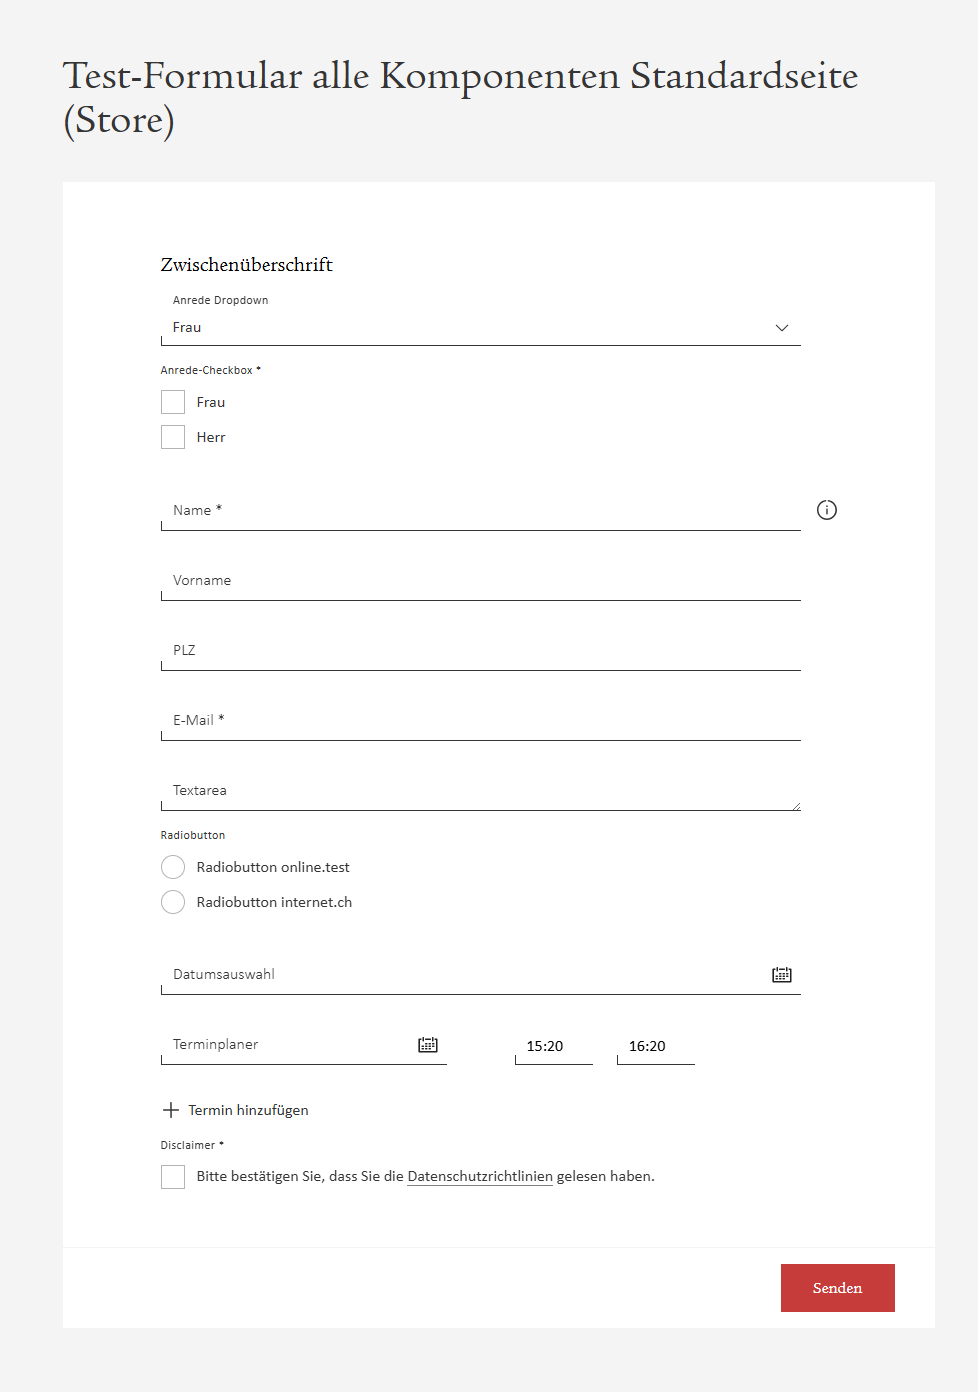 Test-Formular alle Komponenten Standardseite
(Store)
Zwischenüberschrift
Anrede Dropdown
Frau
Anrede-Checkbox *
Frau
Herr
Name *
Vorname
PLZ
E-Mail *
Textarea
Radiobutton
Radiobutton online.test
Radiobutton internet.ch
Datumsauswahl
Terminplaner 15:20 16:20
Termin hinzufügen
Disclaimer *
Bitte bestätigen Sie, dass Sie die Datenschutzrichtlinien gelesen haben.
Senden